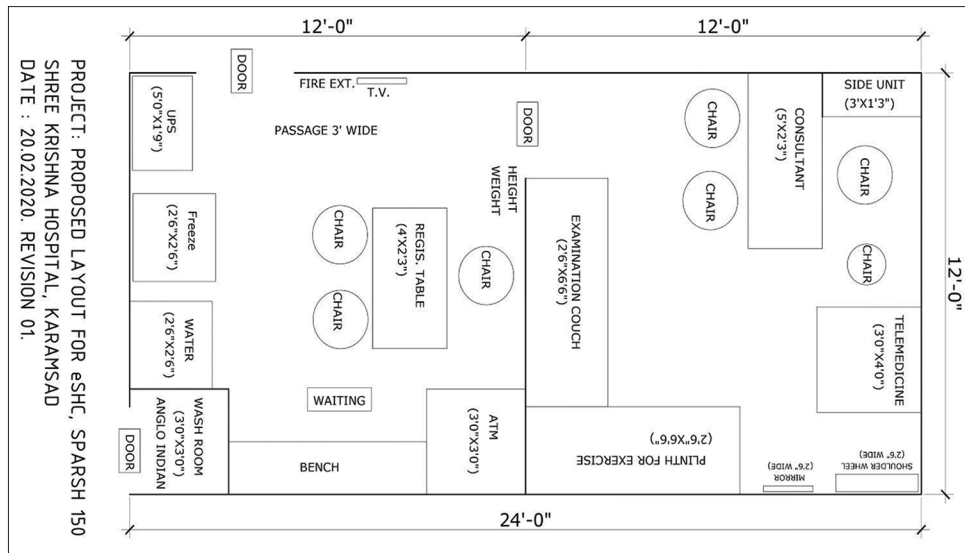 12'-0"
12'-0"
DOOR
FIRE EXT.
T.V.
PASSAGE 3' WIDE
UPS
(5'0"X1'9")
Freeze
(2'6"X2'6")
WATER
(2'6"X2'6")
WASH ROOM
(3'0"X3'0")
ANGLO INDIAN
DOOR
CHAIR
CHAIR
REGIS. TABLE
(4'X2'3")
CHAIR
HEIGHT
WEIGHT
DOOR
WAITING
BENCH
ATM
(3'0"X3'0")
EXAMINATION COUCH
(2'6"X6'6")
CHAIR
CHAIR
CONSULTANT
(5'X2'3")
SIDE UNIT
(3'X1'3")
CHAIR
CHAIR
TELEMEDICINE
(3'0"X4'0")
PLINTH FOR EXERCISE
(2'6"X6'6")
MIRROR
(2'6" WIDE)
SHOULDER WHEEL
(2'6" WIDE)
12'-0"
24'-0"
PROJECT: PROPOSED LAYOUT FOR eSHC, SPARSH 150
SHREE KRISHNA HOSPITAL, KARAMSAD
DATE : 20.02.2020. REVISION 01.